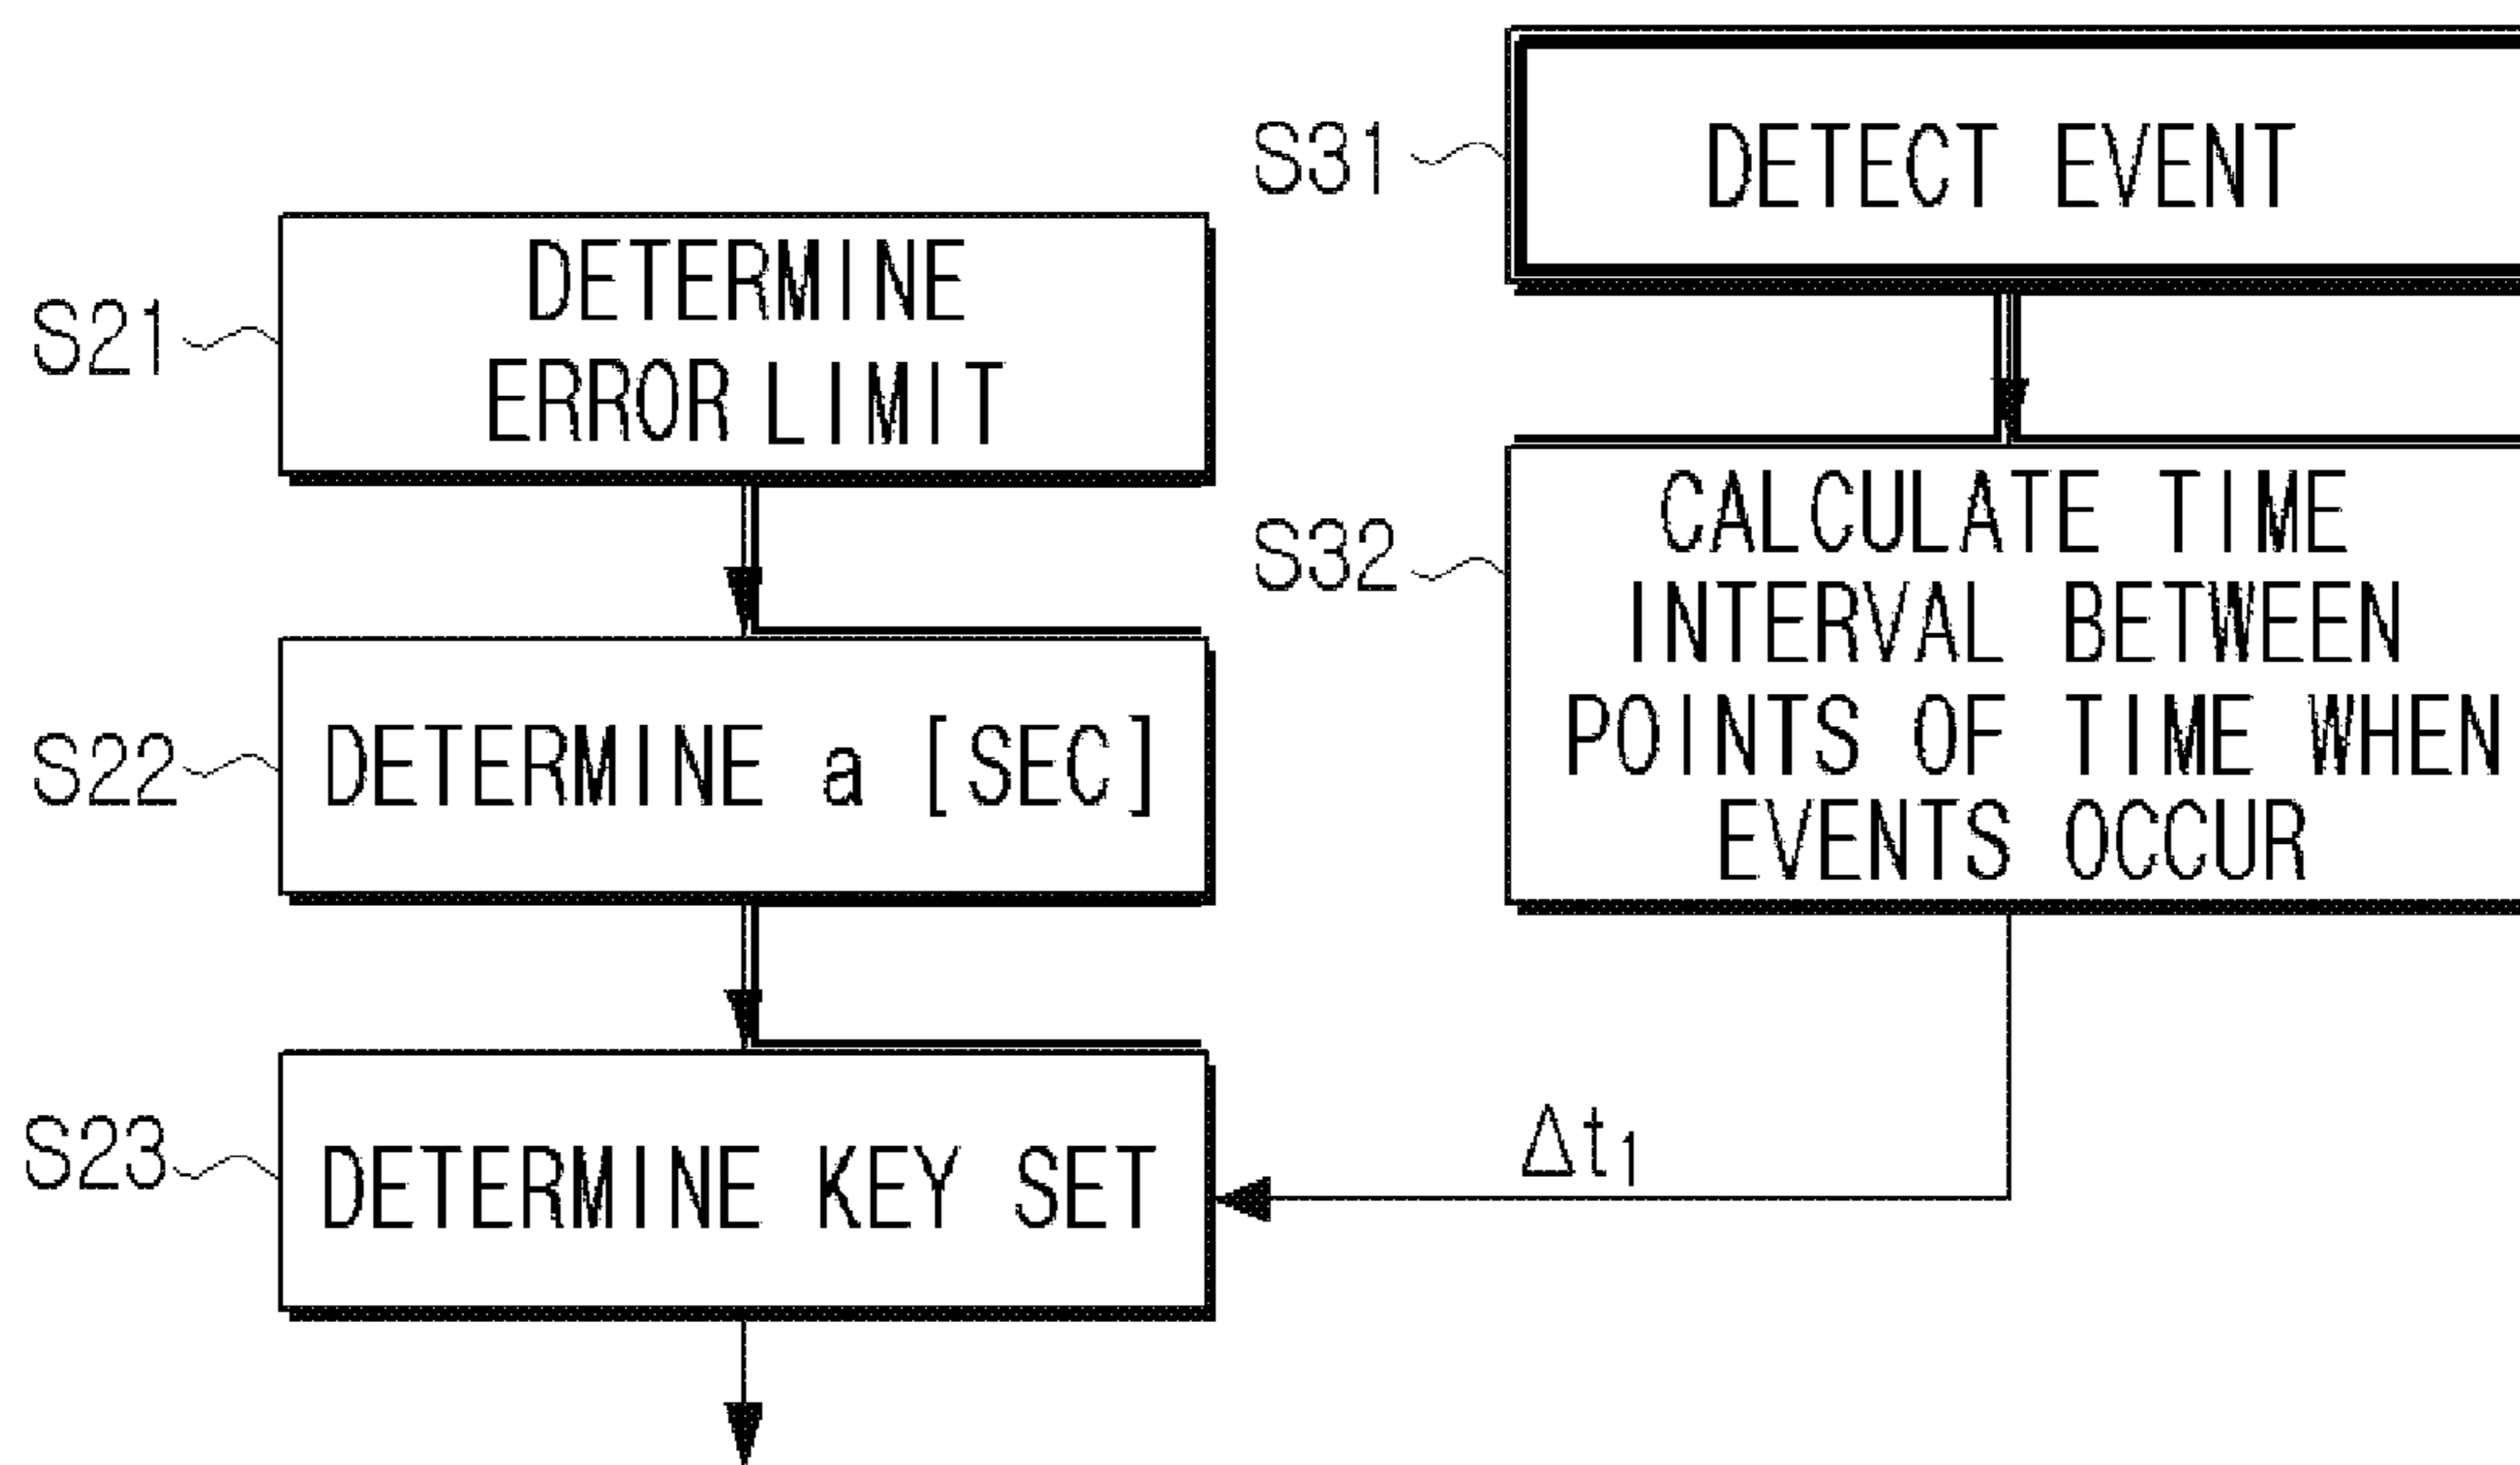 S21
DETERMINE
ERROR LIMIT
S22
DETERMINE a [SEC]
S23
DETERMINE KEY SET
S31
DETECT EVENT
S32
CALCULATE TIME
INTERVAL BETWEEN
POINTS OF TIME WHEN
EVENTS OCCUR
Δt₁